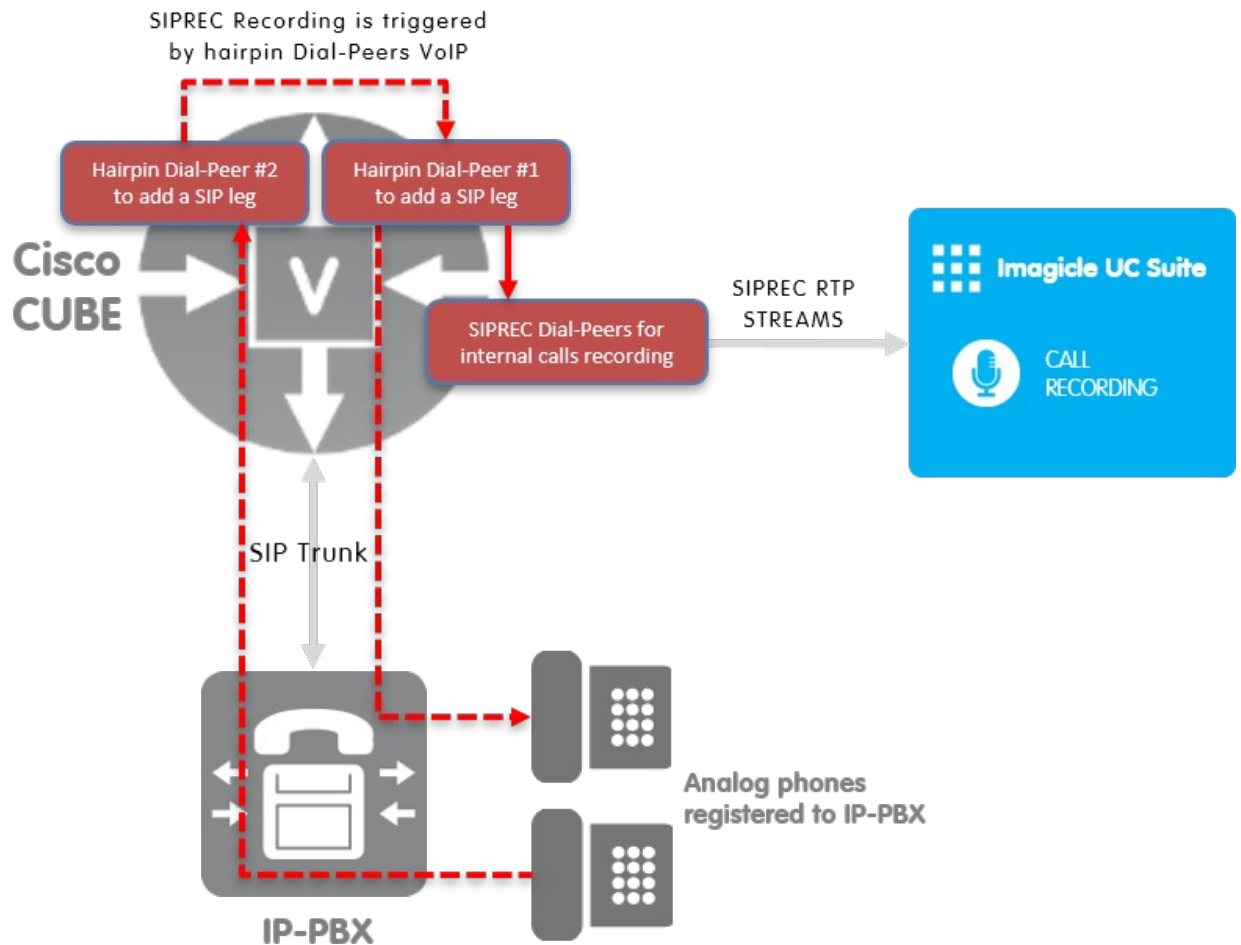 SIPREC Recording is triggered
by hairpin Dial-Peers VoIP
Hairpin Dial-Peer #2
to add a SIP leg
Hairpin Dial-Peer #1
to add a SIP leg
Cisco
CUBE
V
SIPREC Dial-Peers for
internal calls recording
SIPREC RTP
STREAMS
Imagicle UC Suite
CALL
RECORDING
SIP Trunk
Analog phones
registered to IP-PBX
IP-PBX